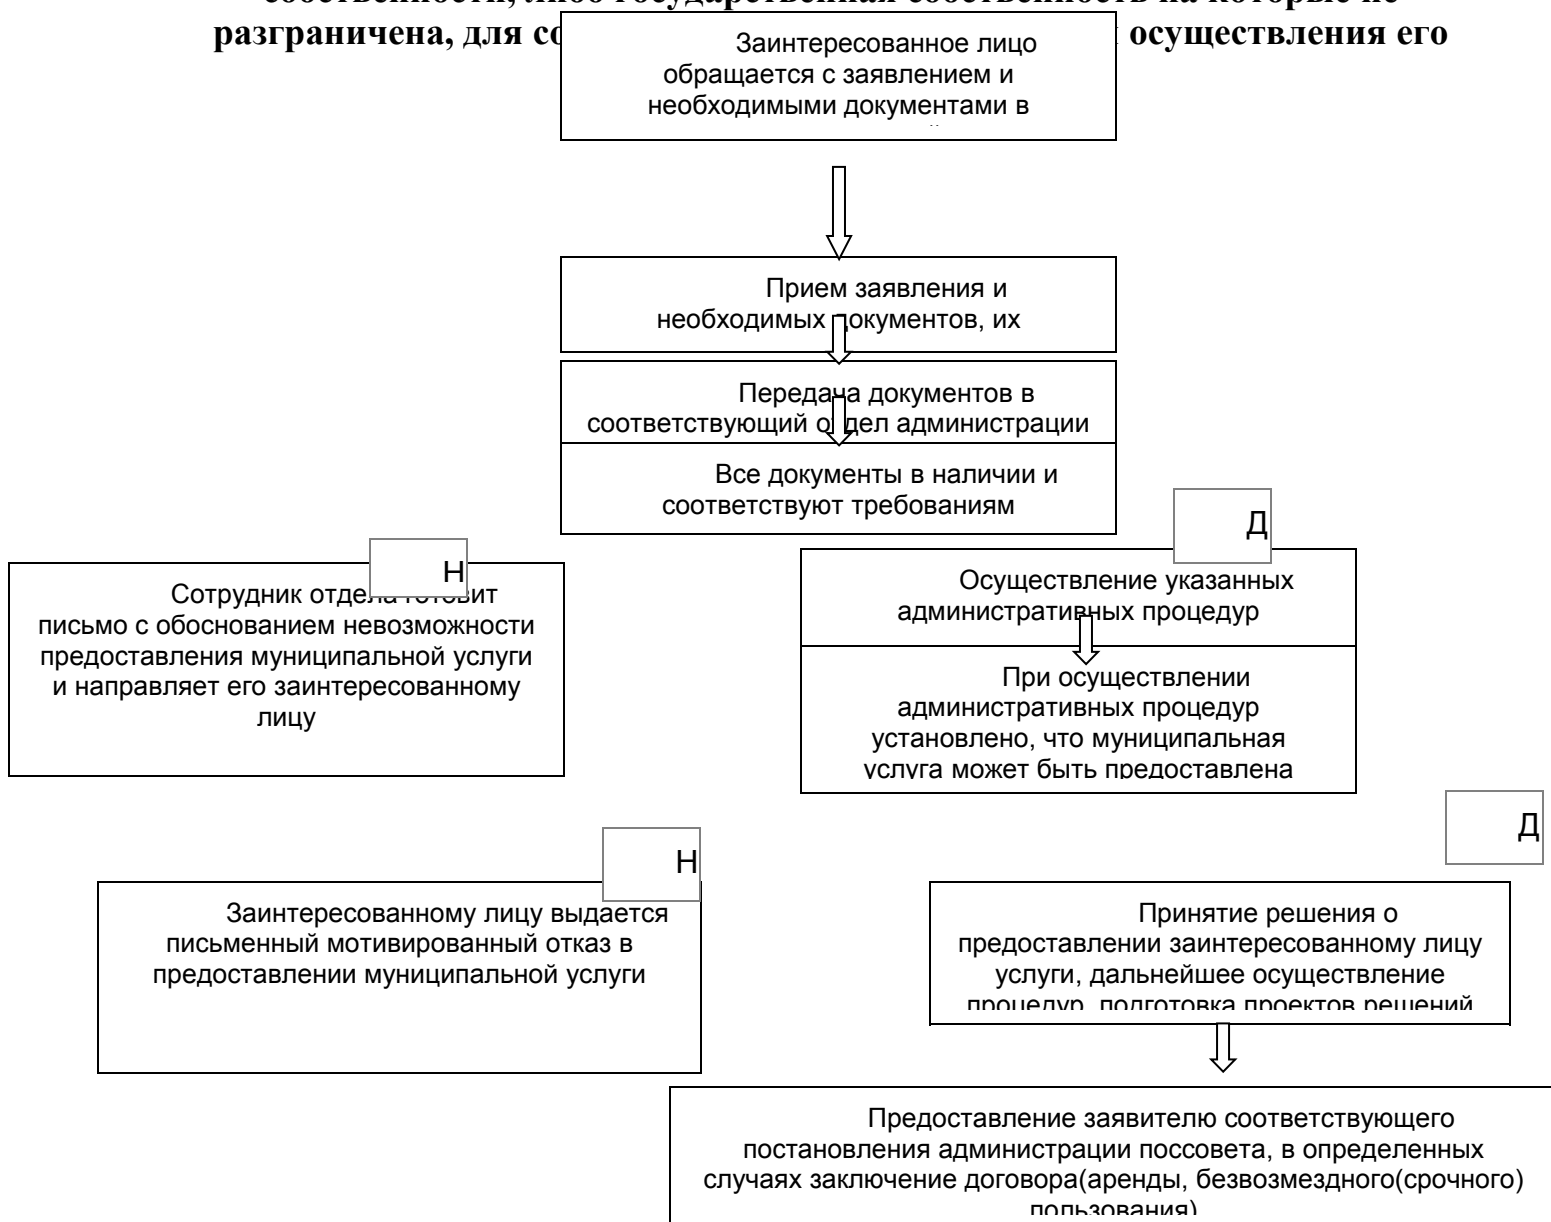 собственности, либо государственная собственность на которые не
разграничена, для со осуществления его
Заинтересованное лицо
обращается с заявлением и
необходимыми документами в
Прием заявления и
необходимых документов, их
Передача документов в
соответствующий отдел администрации
Все документы в наличии и
соответствуют требованиям
Д
Н
Сотрудник отдела готовит
письмо с обоснованием невозможности
предоставления муниципальной услуги
и направляет его заинтересованному
лицу
Осуществление указанных
административных процедур
При осуществлении
административных процедур
установлено, что муниципальная
услуга может быть предоставлена
Д
Н
Заинтересованному лицу выдается
письменный мотивированный отказ в
предоставлении муниципальной услуги
Принятие решения о
предоставлении заинтересованному лицу
услуги, дальнейшее осуществление
процедур, подготовка проектов решений
Предоставление заявителю соответствующего
постановления администрации поссовета, в определенных
случаях заключение договора(аренды, безвозмездного(срочного)
пользования)